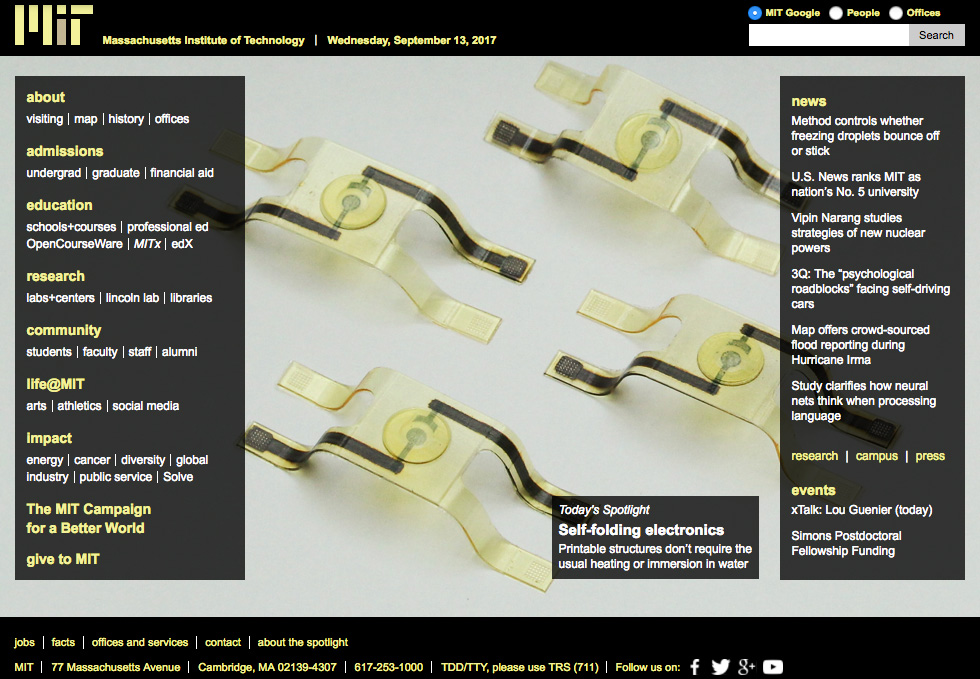 MIT
Massachusetts Institute of Technology | Wednesday, September 13, 2017
MIT Google People Offices
Search
about
visiting | map | history | offices
admissions
undergrad | graduate | financial aid
education
schools+courses | professional ed
OpenCourseWare | MITx | edX
research
labs+centers | lincoln lab | libraries
community
students | faculty | staff | alumni
life@MIT
arts | athletics | social media
impact
energy | cancer | diversity | global
industry | public service | Solve
The MIT Campaign
for a Better World
give to MIT
Today's Spotlight
Self-folding electronics
Printable structures don't require the
usual heating or immersion in water
news
Method controls whether
freezing droplets bounce off
or stick
U.S. News ranks MIT as
nation's No. 5 university
Vipin Narang studies
strategies of new nuclear
powers
3Q: The "psychological
roadblocks" facing self-driving
cars
Map offers crowd-sourced
flood reporting during
Hurricane Irma
Study clarifies how neural
nets think when processing
language
research | campus | press
events
xTalk: Lou Guenier (today)
Simons Postdoctoral
Fellowship Funding
jobs | facts | offices and services | contact | about the spotlight
MIT | 77 Massachusetts Avenue | Cambridge, MA 02139-4307 | 617-253-1000 | TDD/TTY, please use TRS (711) | Follow us on: